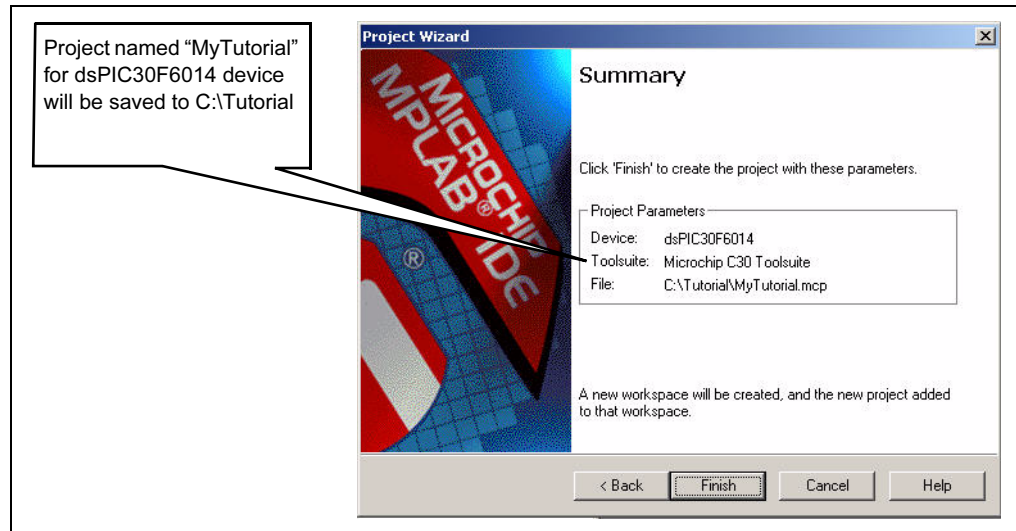 Project named “MyTutorial”
for dsPIC30F6014 device
will be saved to C:\Tutorial
Project Wizard
MICROCHIP
MPLAB® IDE
®
Summary
Click 'Finish' to create the project with these parameters.
Project Parameters
Device: dsPIC30F6014
Toolsuite: Microchip C30 Toolsuite
File: C:\Tutorial\MyTutorial.mcp
A new workspace will be created, and the new project added
to that workspace.
< Back
Finish
Cancel
Help